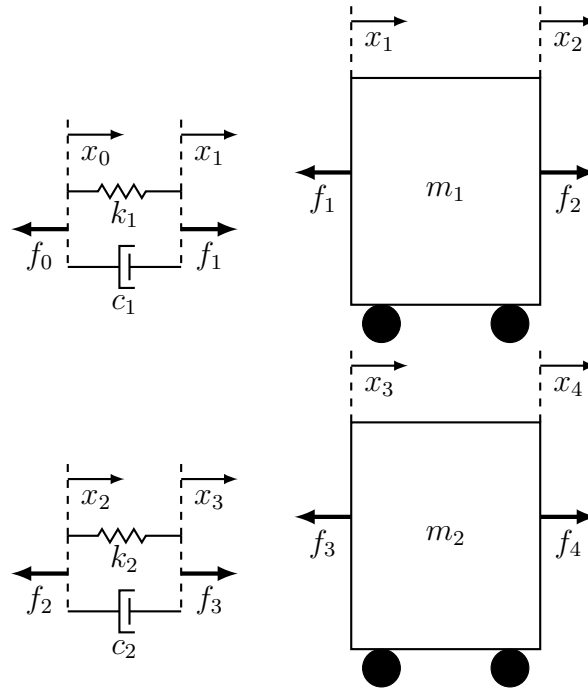 x₁ x₂
x₀ x₁
k₁
f₀ f₁
c₁
f₁ m₁ f₂
x₃ x₄
x₂ x₃
k₂
f₂ f₃
c₂
f₃ m₂ f₄